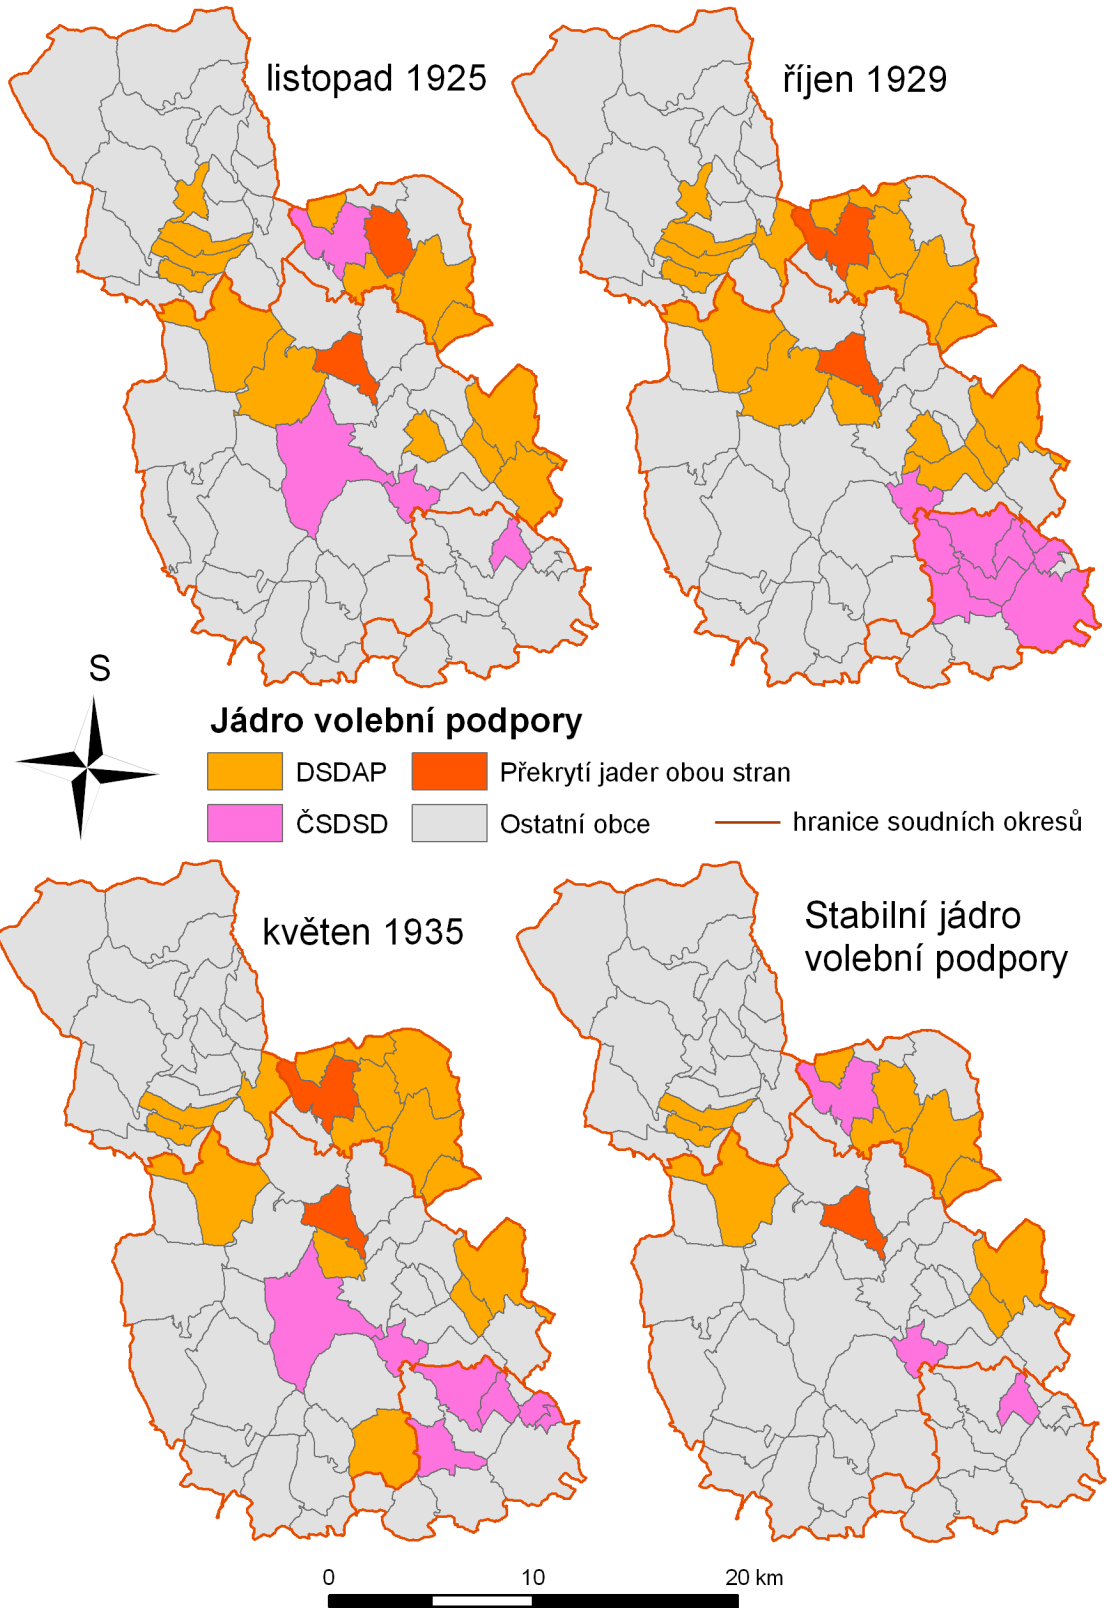 listopad 1925
říjen 1929
S
Jádro volební podpory
DSDAP
Překrytí jader obou stran
ČSDSD
Ostatní obce
hranice soudních okresů
květen 1935
Stabilní jádro
volební podpory
0 10 20 km